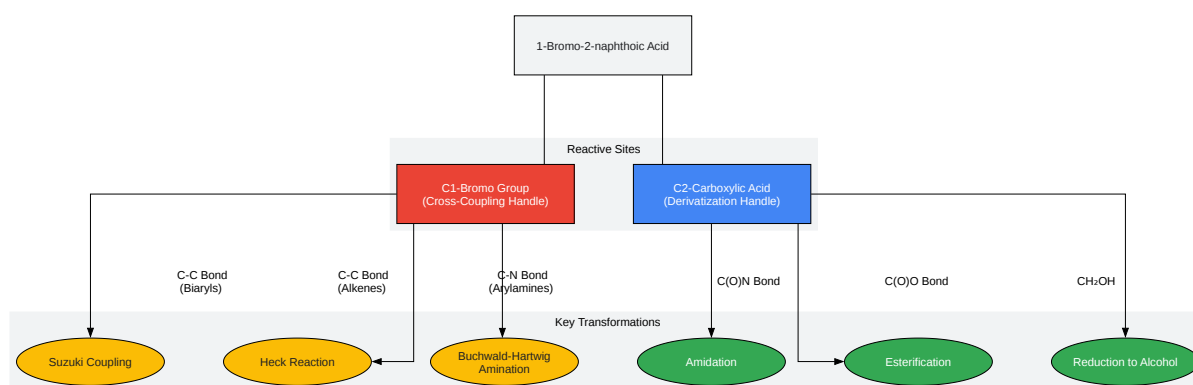 1-Bromo-2-naphthoic Acid
Reactive Sites
C1-Bromo Group
(Cross-Coupling Handle)
C2-Carboxylic Acid
(Derivatization Handle)
C-C Bond
(Biaryls)
C-C Bond
(Alkenes)
C-N Bond
(Arylamines)
C(O)N Bond
C(O)O Bond
CH₂OH
Key Transformations
Suzuki Coupling
Heck Reaction
Buchwald-Hartwig
Amination
Amidation
Esterification
Reduction to Alcohol